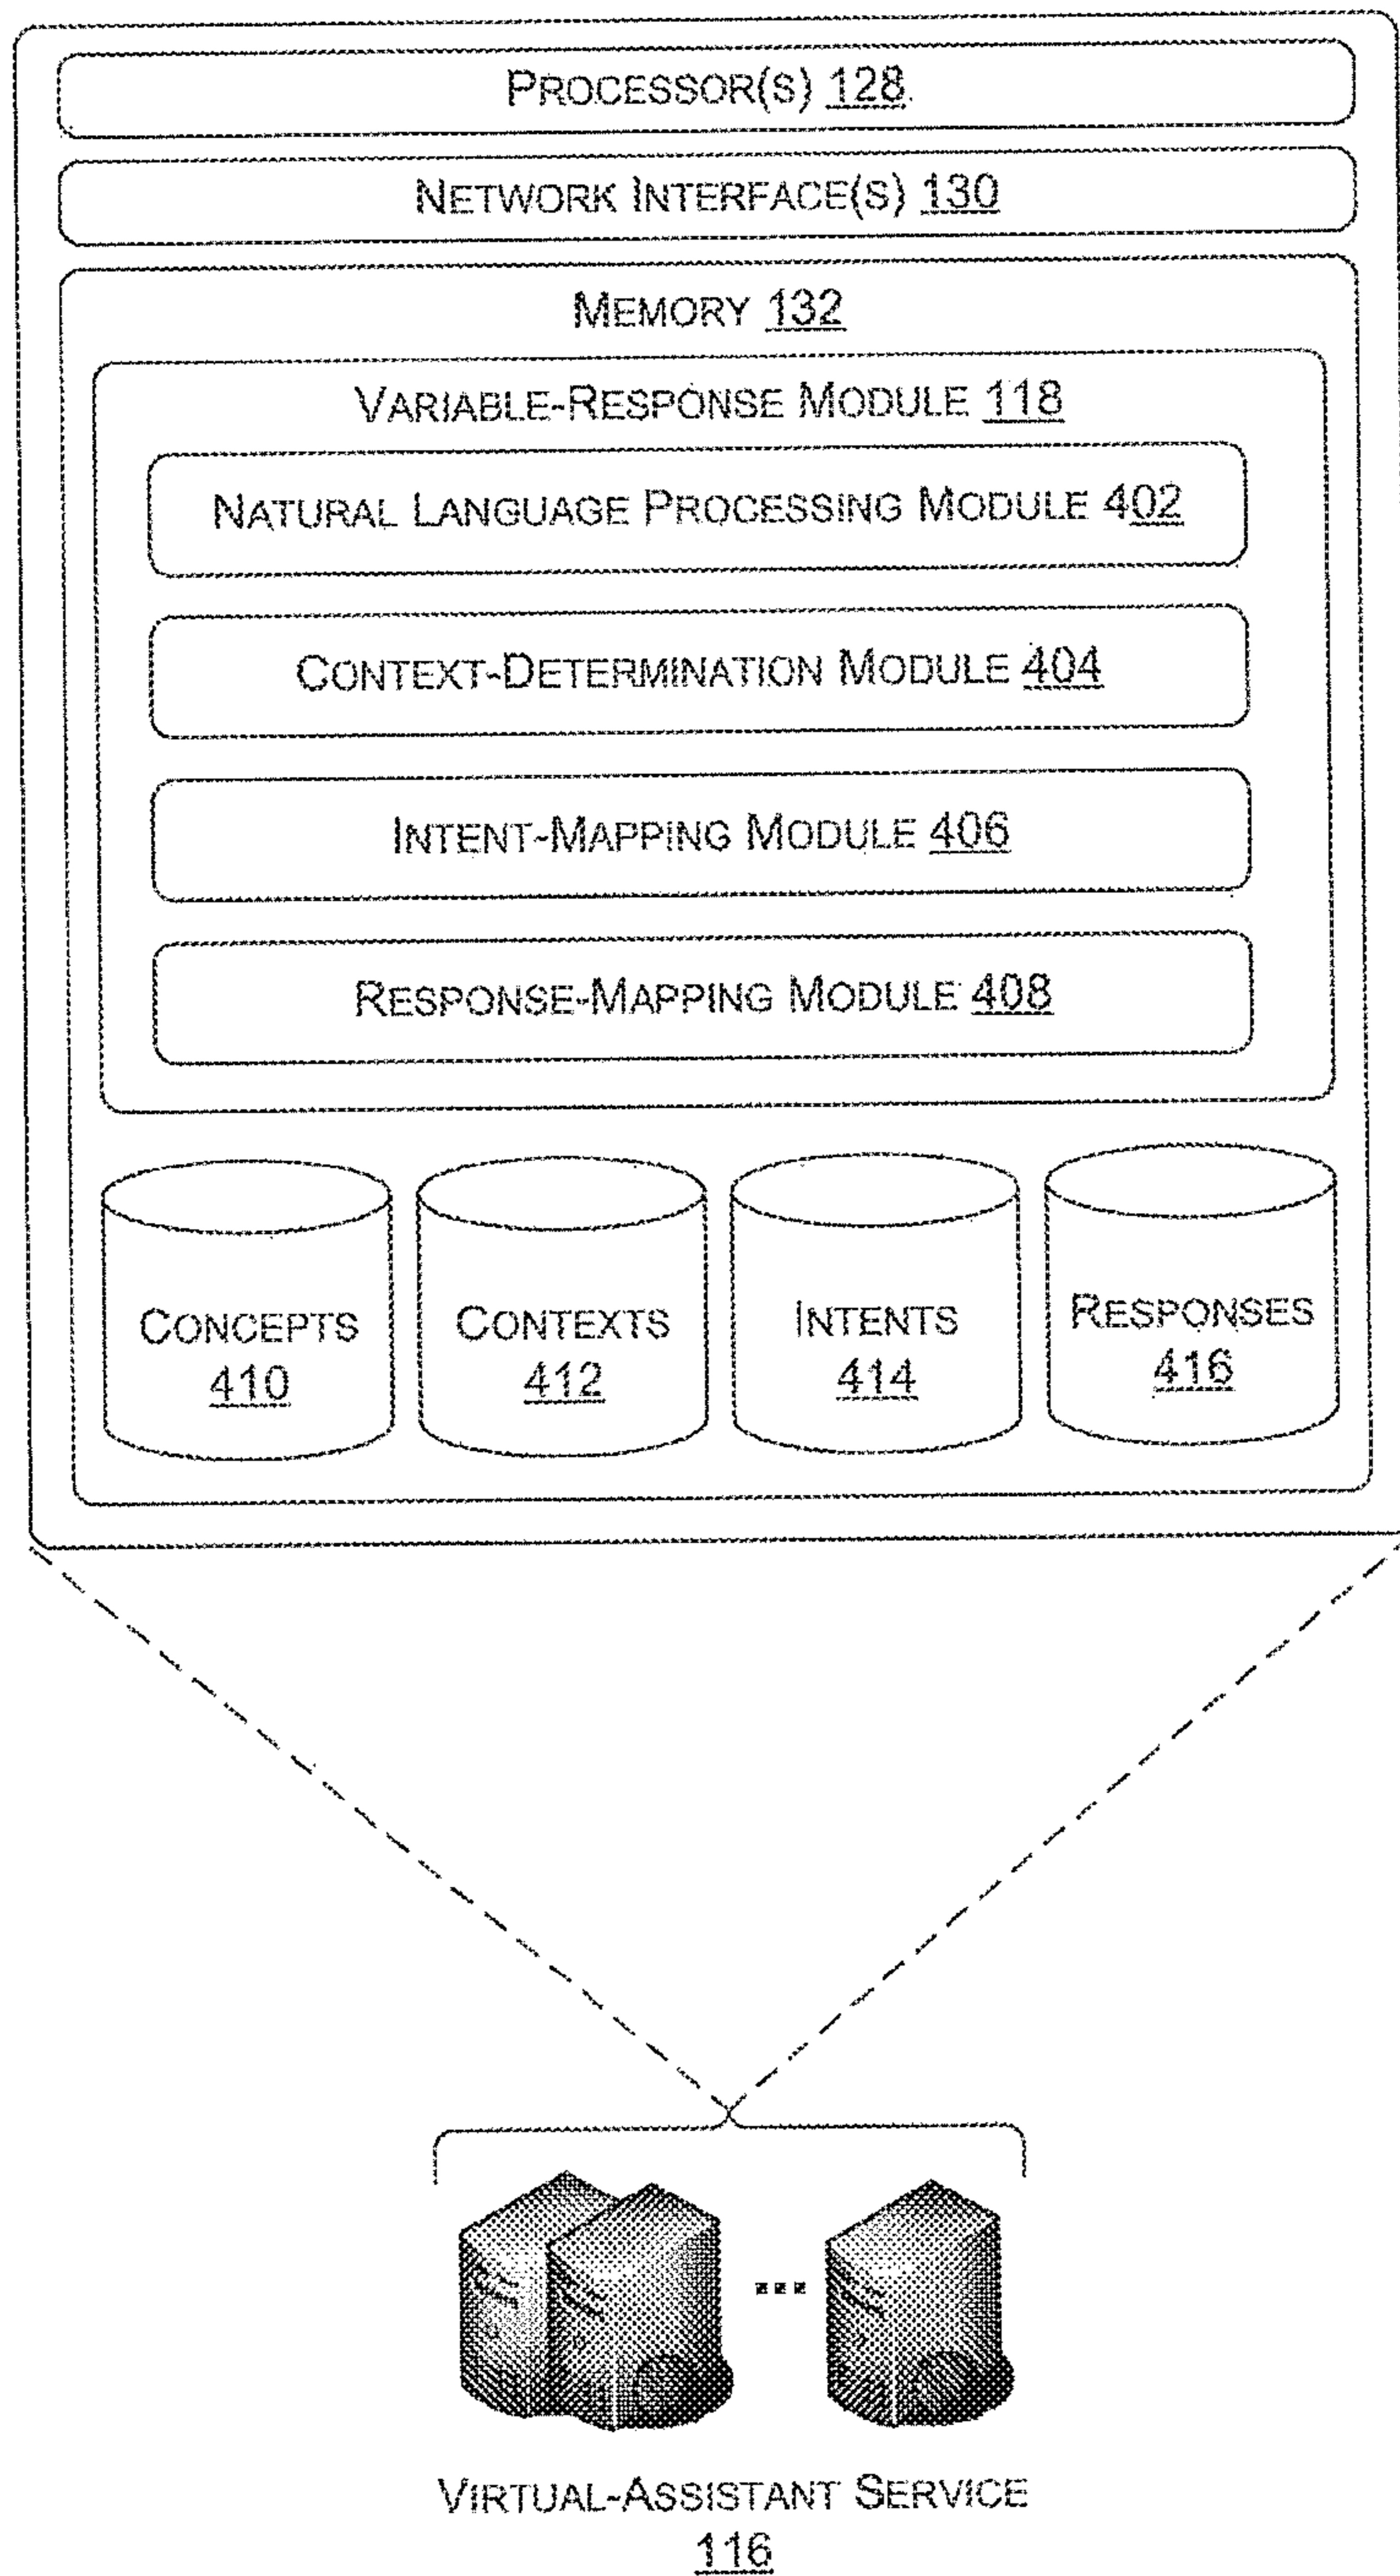 PROCESSOR(S) 128
NETWORK INTERFACE(S) 130
MEMORY 132
VARIABLE-RESPONSE MODULE 118
NATURAL LANGUAGE PROCESSING MODULE 402
CONTEXT-DETERMINATION MODULE 404
INTENT-MAPPING MODULE 406
RESPONSE-MAPPING MODULE 408
CONCEPTS
410
CONTEXTS
412
INTENTS
414
RESPONSES
416
...
VIRTUAL-ASSISTANT SERVICE
116